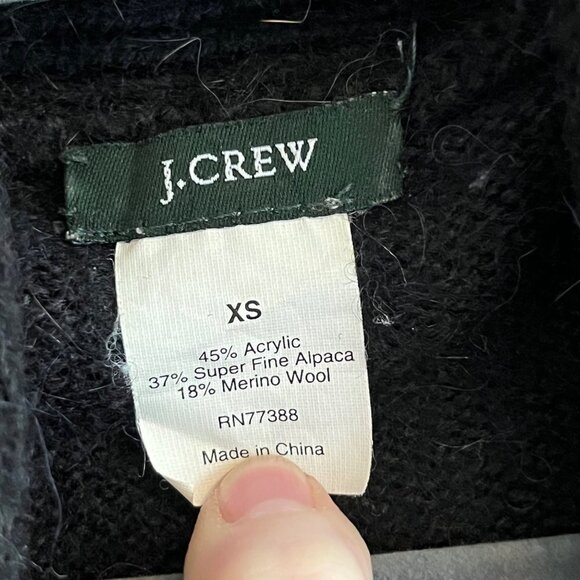 J.CREW
XS
45% Acrylic
37% Super Fine Alpaca
18% Merino Wool
RN77388
Made in China